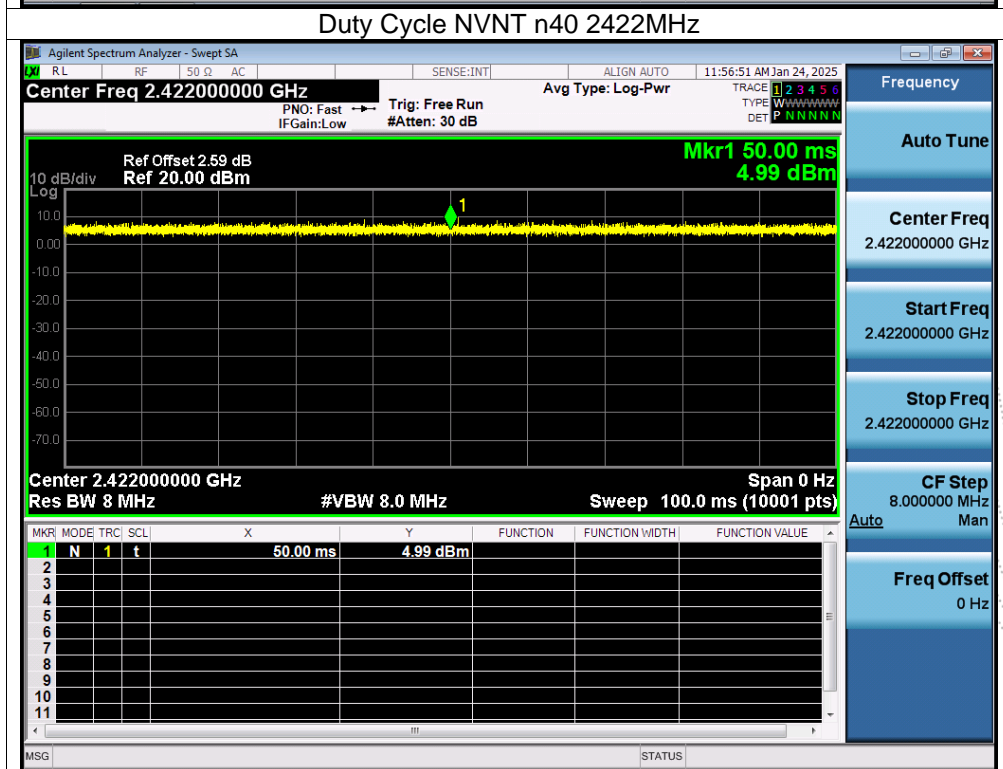 Duty Cycle NVNT n40 2422MHz
Agilent Spectrum Analyzer - Swept SA
LXI RL RF 50 Ω AC SENSE:INT ALIGN AUTO 11:56:51 AM Jan 24, 2025
Center Freq 2.422000000 GHz
PNO: Fast
IFGain:Low
Trig: Free Run
#Atten: 30 dB
Avg Type: Log-Pwr
TRACE 1 2 3 4 5 6
TYPE WWWWWWW
DET P N N N N N
Mkr1 50.00 ms
4.99 dBm
Ref Offset 2.59 dB
10 dB/div Ref 20.00 dBm
Log
1
10.0
0.00
-10.0
-20.0
-30.0
-40.0
-50.0
-60.0
-70.0
Center 2.422000000 GHz Span 0 Hz
Res BW 8 MHz #VBW 8.0 MHz Sweep 100.0 ms (10001 pts)
MKR MODE TRC SCL X Y FUNCTION FUNCTION WIDTH FUNCTION VALUE
1 N 1 t 50.00 ms 4.99 dBm
2
3
4
5
6
7
8
9
10
11
MSG STATUS
Frequency
Auto Tune
Center Freq
2.422000000 GHz
Start Freq
2.422000000 GHz
Stop Freq
2.422000000 GHz
CF Step
8.000000 MHz
Auto Man
Freq Offset
0 Hz